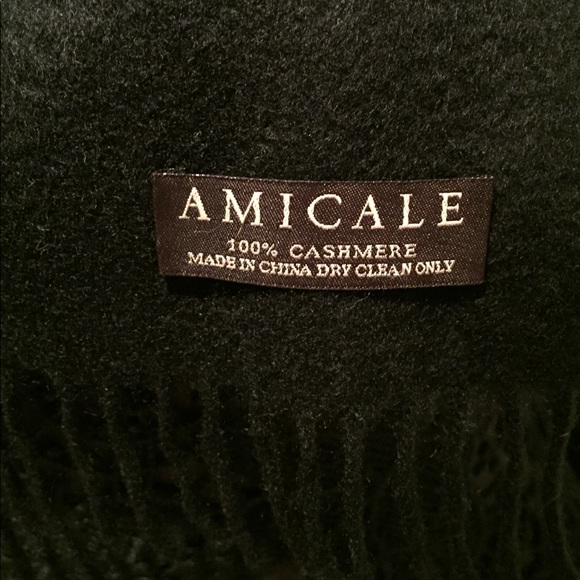 AMICALE
100% CASHMERE
MADE IN CHINA DRY CLEAN ONLY